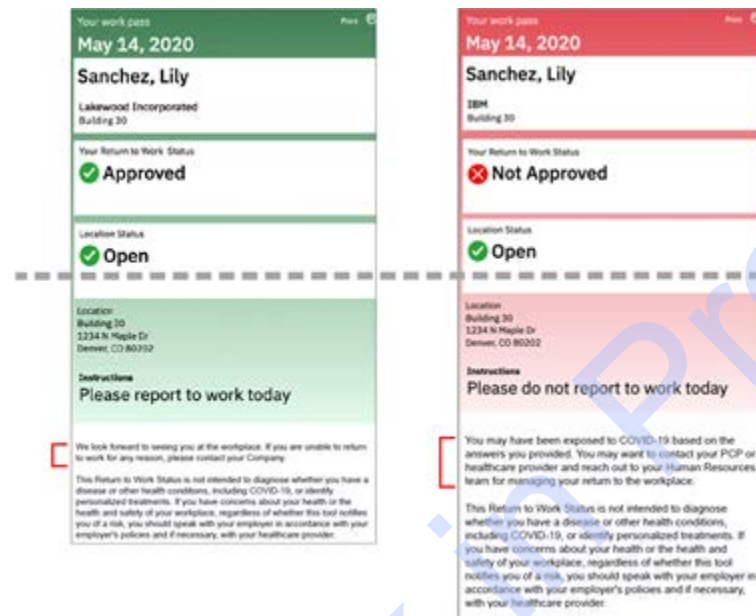 Your work pass
Print
May 14, 2020
Sanchez, Lily
Lakewood Incorporated
Building 30
Your Return to Work Status
Approved
Location Status
Open
Location
Building 30
1234 N Maple Dr
Denver, CO 80202
Instructions
Please report to work today
We look forward to seeing you at the workplace. If you are unable to return
to work for any reason, please contact your Company.
This Return to Work Status is not intended to diagnose whether you have a
disease or other health conditions, including COVID-19, or identify
personalized treatments. If you have concerns about your health or the
health and safety of your workplace, regardless of whether this tool notifies
you of a risk, you should speak with your employer in accordance with your
employer's policies and if necessary, with your healthcare provider.
Your work pass
Print
May 14, 2020
Sanchez, Lily
IBM
Building 30
Your Return to Work Status
Not Approved
Location Status
Open
Location
Building 30
1234 N Maple Dr
Denver, CO 80202
Instructions
Please do not report to work today
You may have been exposed to COVID-19 based on the
answers you provided. You may want to contact your PCP or
healthcare provider and reach out to your Human Resources
team for managing your return to the workplace.
This Return to Work Status is not intended to diagnose
whether you have a disease or other health conditions,
including COVID-19, or identify personalized treatments. If
you have concerns about your health or the health and
safety of your workplace, regardless of whether this tool
notifies you of a risk, you should speak with your employer in
accordance with your employer's policies and if necessary,
with your healthcare provider.